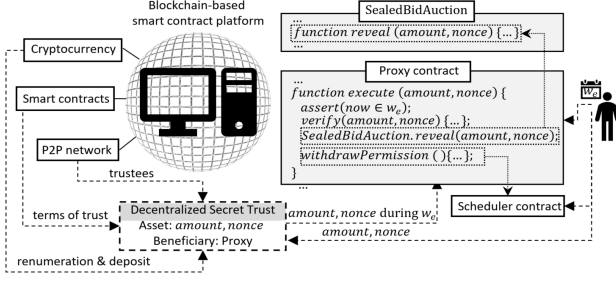 Blockchain-based
smart contract platform
Cryptocurrency
Smart contracts
P2P network
trustees
terms of trust
renumeration & deposit
Decentralized Secret Trust
Asset: amount, nonce
Beneficiary: Proxy
SealedBidAuction
...
function reveal (amount, nonce) {...}
...
Proxy contract
...
function execute (amount, nonce) {
assert(now ∈ wₑ);
verify(amount, nonce) {...};
SealedBidAuction.reveal(amount, nonce);
withdrawPermission (){...};
}
...
wₑ
Scheduler contract
amount, nonce during wₑ
amount, nonce